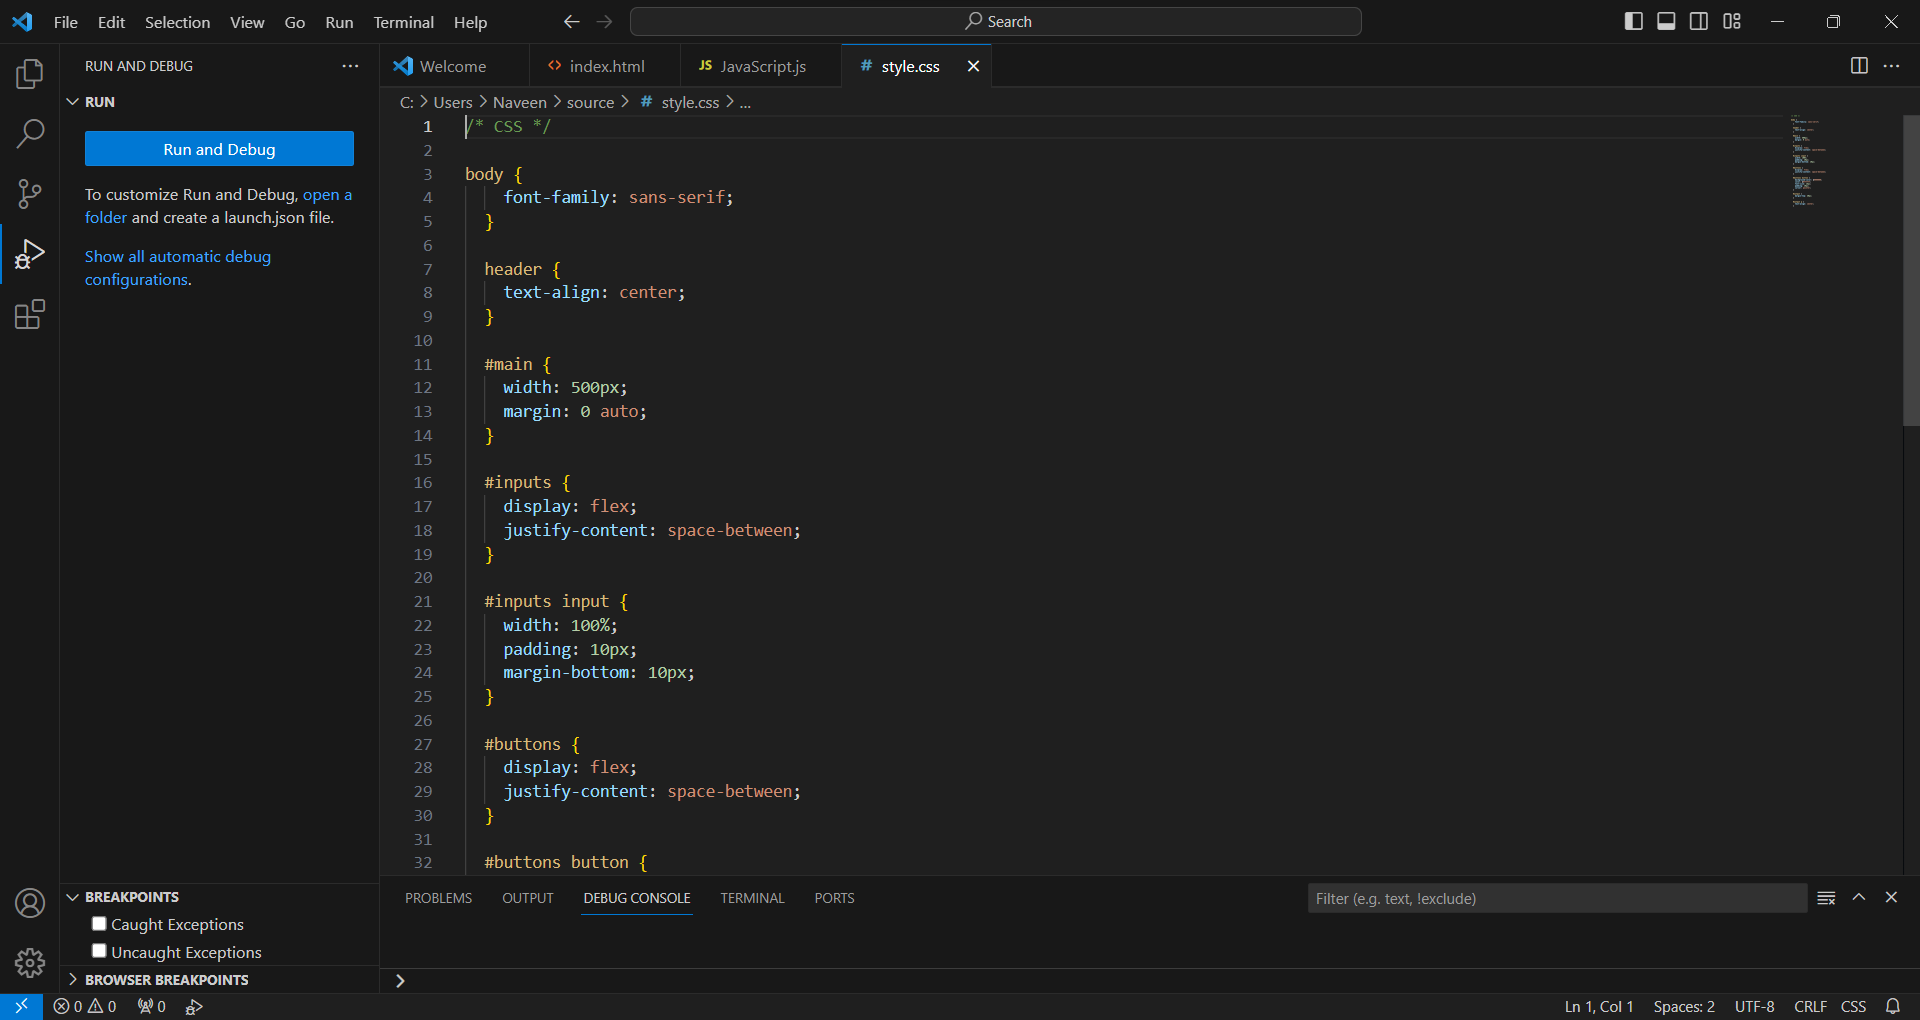 File Edit Selection View Go Run Terminal Help
Search
RUN AND DEBUG
RUN
Run and Debug
To customize Run and Debug, open a
folder and create a launch.json file.
Show all automatic debug
configurations.
BREAKPOINTS
Caught Exceptions
Uncaught Exceptions
BROWSER BREAKPOINTS
Welcome <> index.html JS JavaScript.js # style.css
C: > Users > Naveen > source > # style.css > ...
1 /* CSS */
2
3 body {
4 font-family: sans-serif;
5 }
6
7 header {
8 text-align: center;
9 }
10
11 #main {
12 width: 500px;
13 margin: 0 auto;
14 }
15
16 #inputs {
17 display: flex;
18 justify-content: space-between;
19 }
20
21 #inputs input {
22 width: 100%;
23 padding: 10px;
24 margin-bottom: 10px;
25 }
26
27 #buttons {
28 display: flex;
29 justify-content: space-between;
30 }
31
32 #buttons button {
PROBLEMS OUTPUT DEBUG CONSOLE TERMINAL PORTS
Filter (e.g. text, !exclude)
>
0 0 0
Ln 1, Col 1 Spaces: 2 UTF-8 CRLF CSS